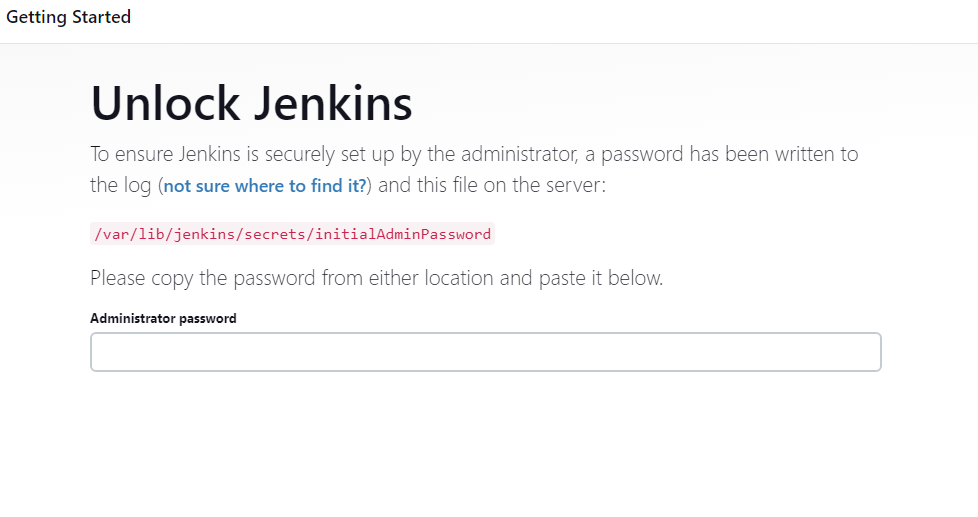 Getting Started
Unlock Jenkins
To ensure Jenkins is securely set up by the administrator, a password has been written to
the log (not sure where to find it?) and this file on the server:
/var/lib/jenkins/secrets/initialAdminPassword
Please copy the password from either location and paste it below.
Administrator password